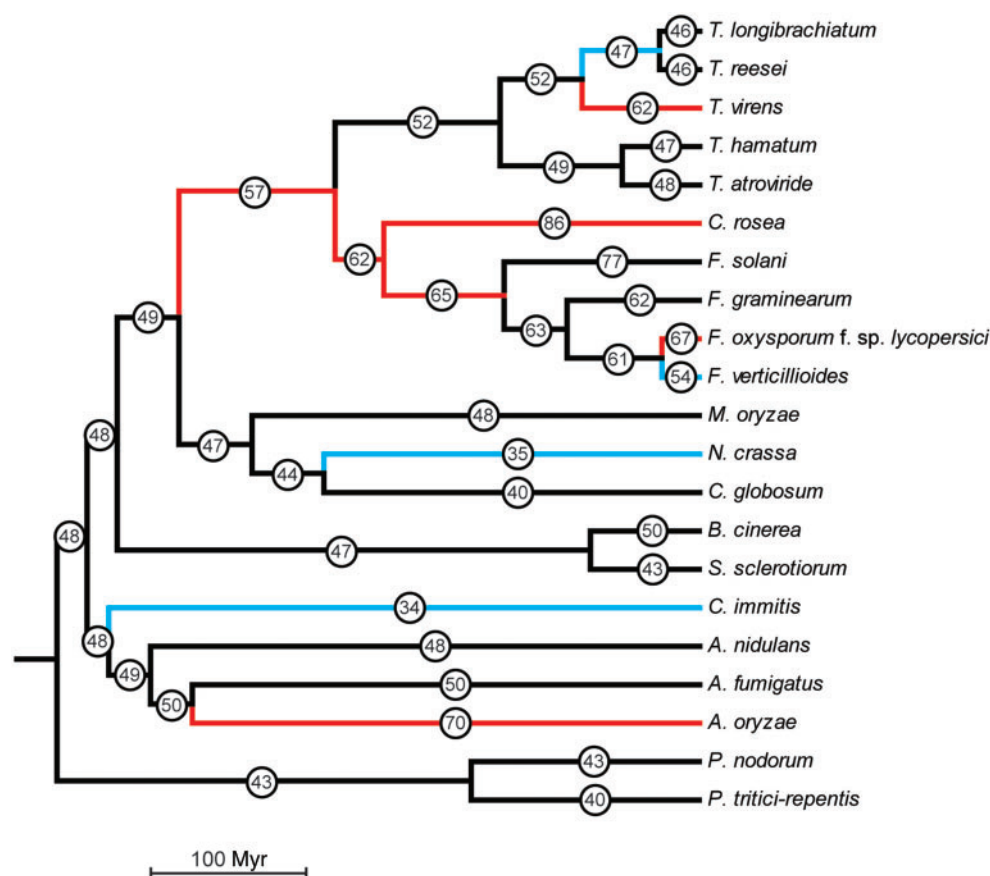 46 T. longibrachiatum
47
46 T. reesei
52
62 T. virens
52
47 T. hamatum
49
48 T. atroviride
57
86 C. rosea
62
77 F. solani
65
62 F. graminearum
63
49
67 F. oxysporum f. sp. lycopersici
61
54 F. verticillioides
48 M. oryzae
48
47
35 N. crassa
44
40 C. globosum
50 B. cinerea
48
47
43 S. sclerotiorum
34 C. immitis
48
48 A. nidulans
49
50 A. fumigatus
50
70 A. oryzae
43 P. nodorum
43
40 P. tritici-repentis
100 Myr